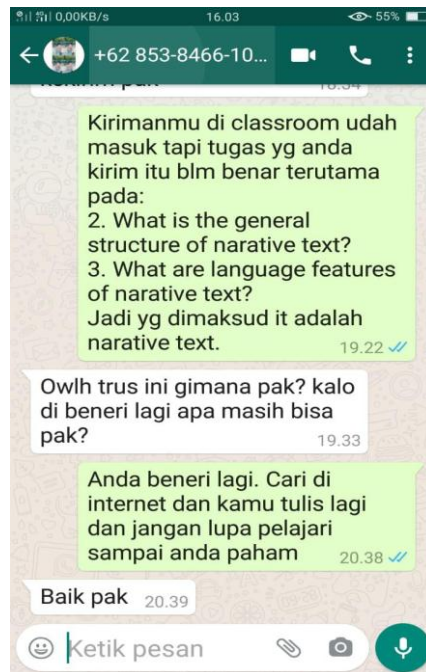 0,00KB/s 16.03 55%
+62 853-8466-10...
Kirimanmu di classroom udah
masuk tapi tugas yg anda
kirim itu blm benar terutama
pada:
2. What is the general
structure of narative text?
3. What are language features
of narative text?
Jadi yg dimaksud it adalah
narative text.
19.22
Owlh trus ini gimana pak? kalo
di beneri lagi apa masih bisa
pak?
19.33
Anda beneri lagi. Cari di
internet dan kamu tulis lagi
dan jangan lupa pelajari
sampai anda paham
20.38
Baik pak 20.39
Ketik pesan